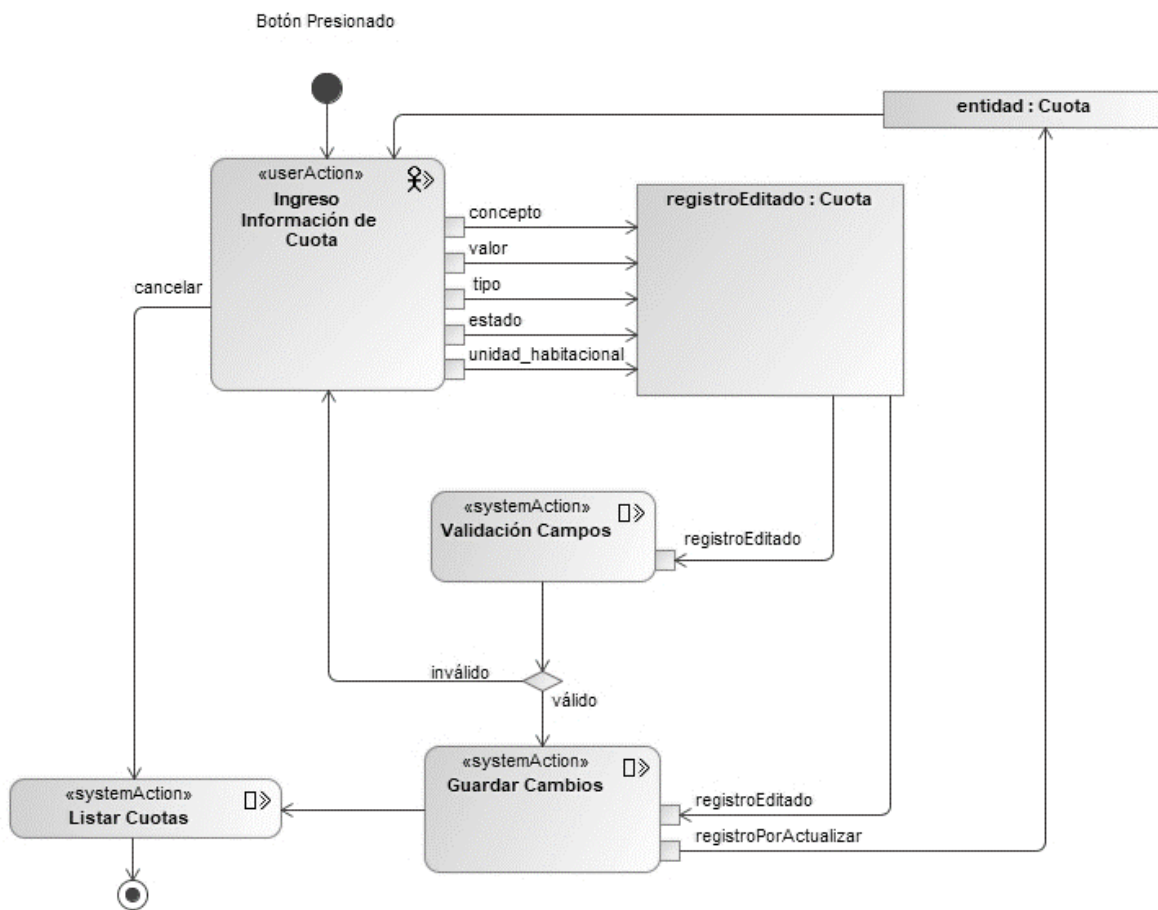 Botón Presionado
entidad : Cuota
«userAction»
Ingreso
Información de
Cuota
registroEditado : Cuota
concepto
valor
tipo
estado
unidad_habitacional
cancelar
«systemAction»
Validación Campos
registroEditado
inválido
válido
«systemAction»
Guardar Cambios
registroEditado
registroPorActualizar
«systemAction»
Listar Cuotas